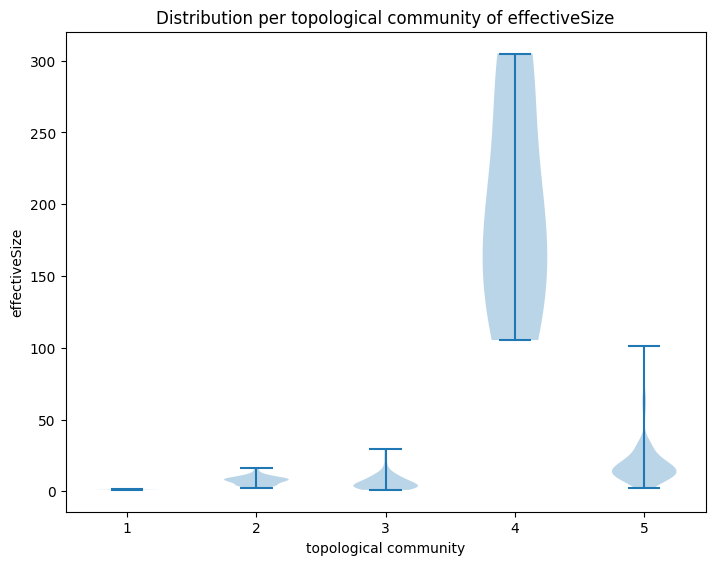 Distribution per topological community of effectiveSize
effectiveSize
300
250
200
150
100
50
0
1 2 3 4 5
topological community